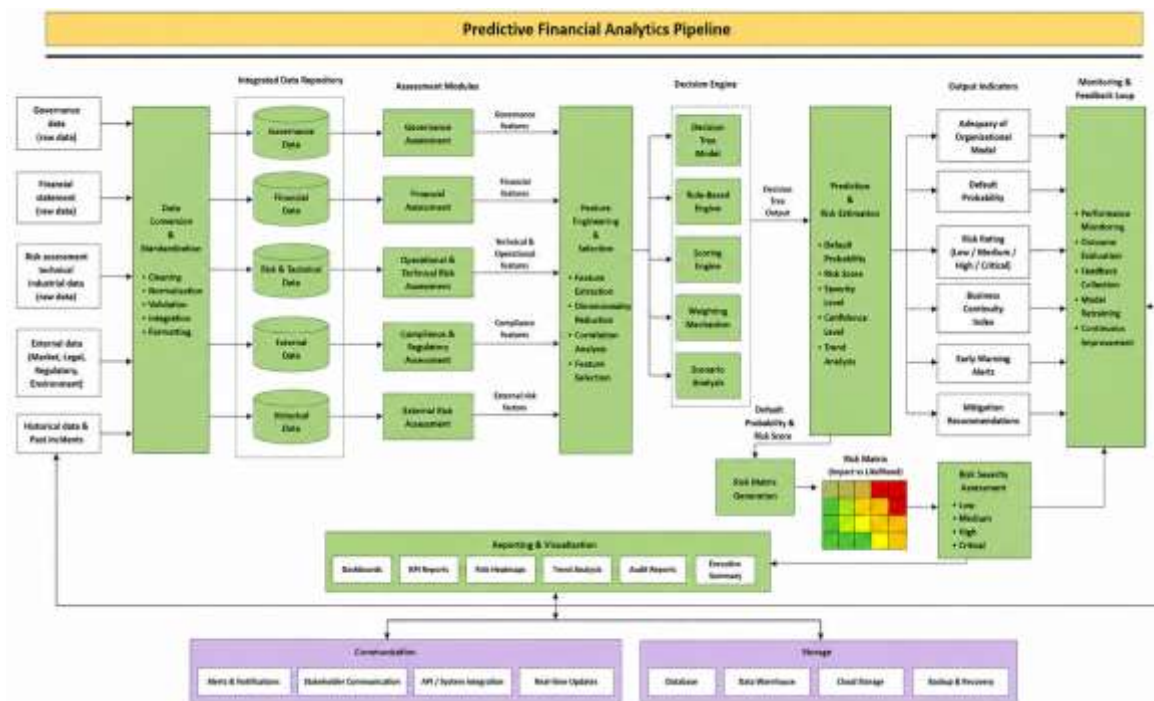 Predictive Financial Analytics Pipeline
Integrated Data Repository
Assessment Modules
Decision Engine
Output Indicators
Monitoring &
Feedback Loop
Governance
data
(raw data)
Financial
statement
(raw data)
Risk assessment
technical
industrial data
(raw data)
External data
(Market, Legal,
Regulatory,
Environment)
Historical data &
Past incidents
Data
Conversion
&
Standardization
• Cleaning
• Normalization
• Validation
• Integration
• Formatting
Governance
Data
Financial
Data
Risk & Technical
Data
External
Data
Historical
Data
Governance
Assessment
Financial
Assessment
Operational &
Technical Risk
Assessment
Compliance &
Regulatory
Assessment
External Risk
Assessment
Governance
features
Financial
features
Technical &
Operational
features
Compliance
features
External risk
factors
Feature
Engineering
&
Selection
• Feature
Extraction
• Dimensionality
Reduction
• Correlation
Analysis
• Feature
Selection
Decision
Tree
Model
Rule-Based
Engine
Scoring
Engine
Weighting
Mechanism
Scenario
Analysis
Decision
Tree
Output
Prediction
&
Risk Estimation
• Default
Probability
• Risk Score
• Severity
Level
• Confidence
Level
• Trend
Analysis
Adequacy of
Organizational
Model
Default
Probability
Risk Rating
(Low / Medium /
High / Critical)
Business
Continuity
Index
Early Warning
Alerts
Mitigation
Recommendations
• Performance
Monitoring
• Outcome
Evaluation
• Feedback
Collection
• Model
Retraining
• Continuous
Improvement
Default
Probability &
Risk Score
Risk Matrix
Generation
Risk Matrix
(Impact vs Likelihood)
Risk Severity
Assessment
• Low
• Medium
• High
• Critical
Reporting & Visualization
Dashboards
KPI Reports
Risk Heatmaps
Trend Analysis
Audit Reports
Executive
Summary
Communication
Alerts & Notifications
Stakeholder Communication
API / System Integration
Real-time Updates
Storage
Database
Data Warehouse
Cloud Storage
Backup & Recovery